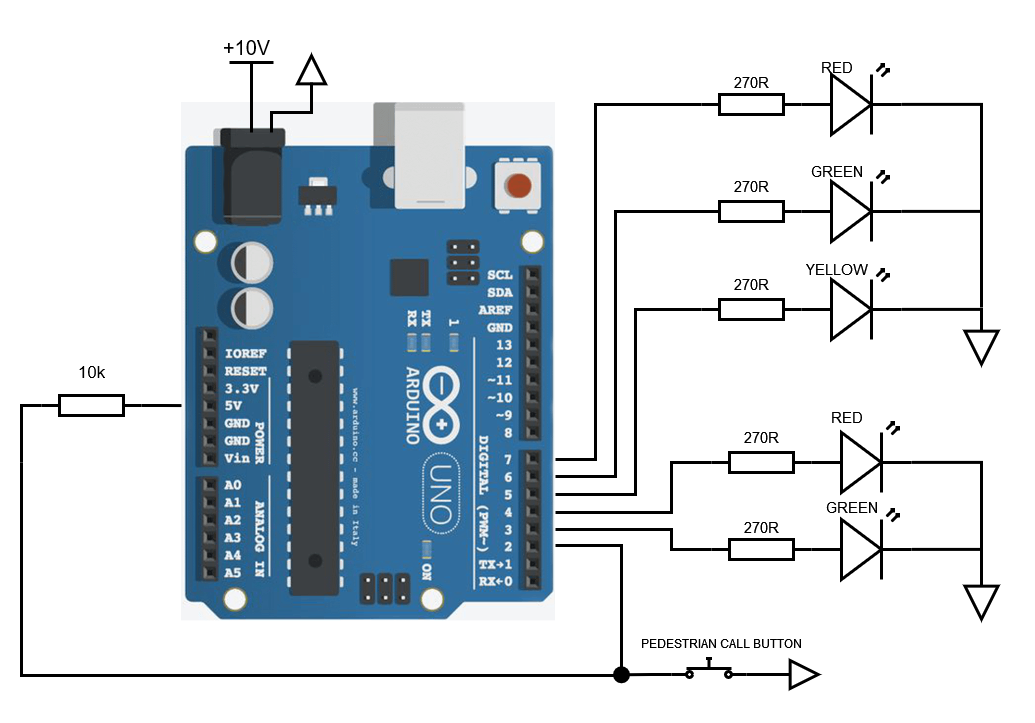 +10V
RED
270R
GREEN
270R
YELLOW
270R
SCL
SDA
AREF
GND
13
12
~11
~10
~9
8
7
6
5
4
3
2
TX→1
RX←0
DIGITAL (PWM~)
RX
TX
1
ARDUINO
UNO
ON
www.arduino.cc - made in Italy
IOREF
RESET
3.3V
5V
GND
GND
Vin
POWER
A0
A1
A2
A3
A4
A5
ANALOG IN
10k
RED
270R
GREEN
270R
PEDESTRIAN CALL BUTTON